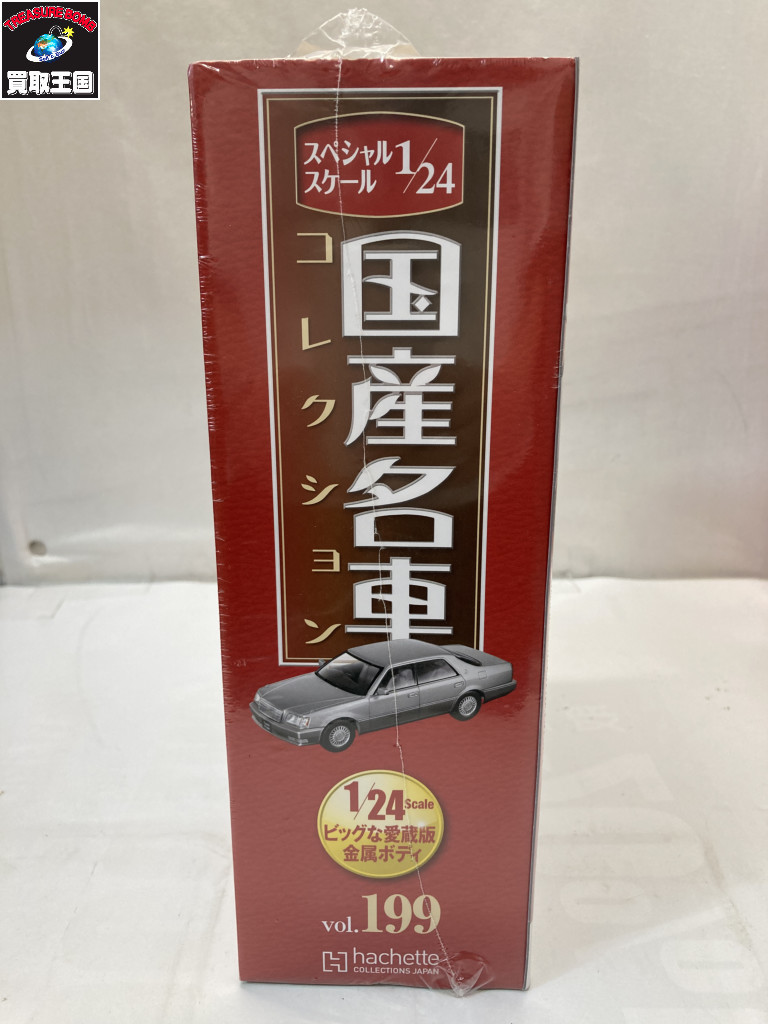 TREASURE BOMB
買取王国
スペシャル
スケール
1/24
国産名車
コレクション
1/24 Scale
ビッグな愛蔵版
金属ボディ
vol.199
hachette
COLLECTIONS JAPAN